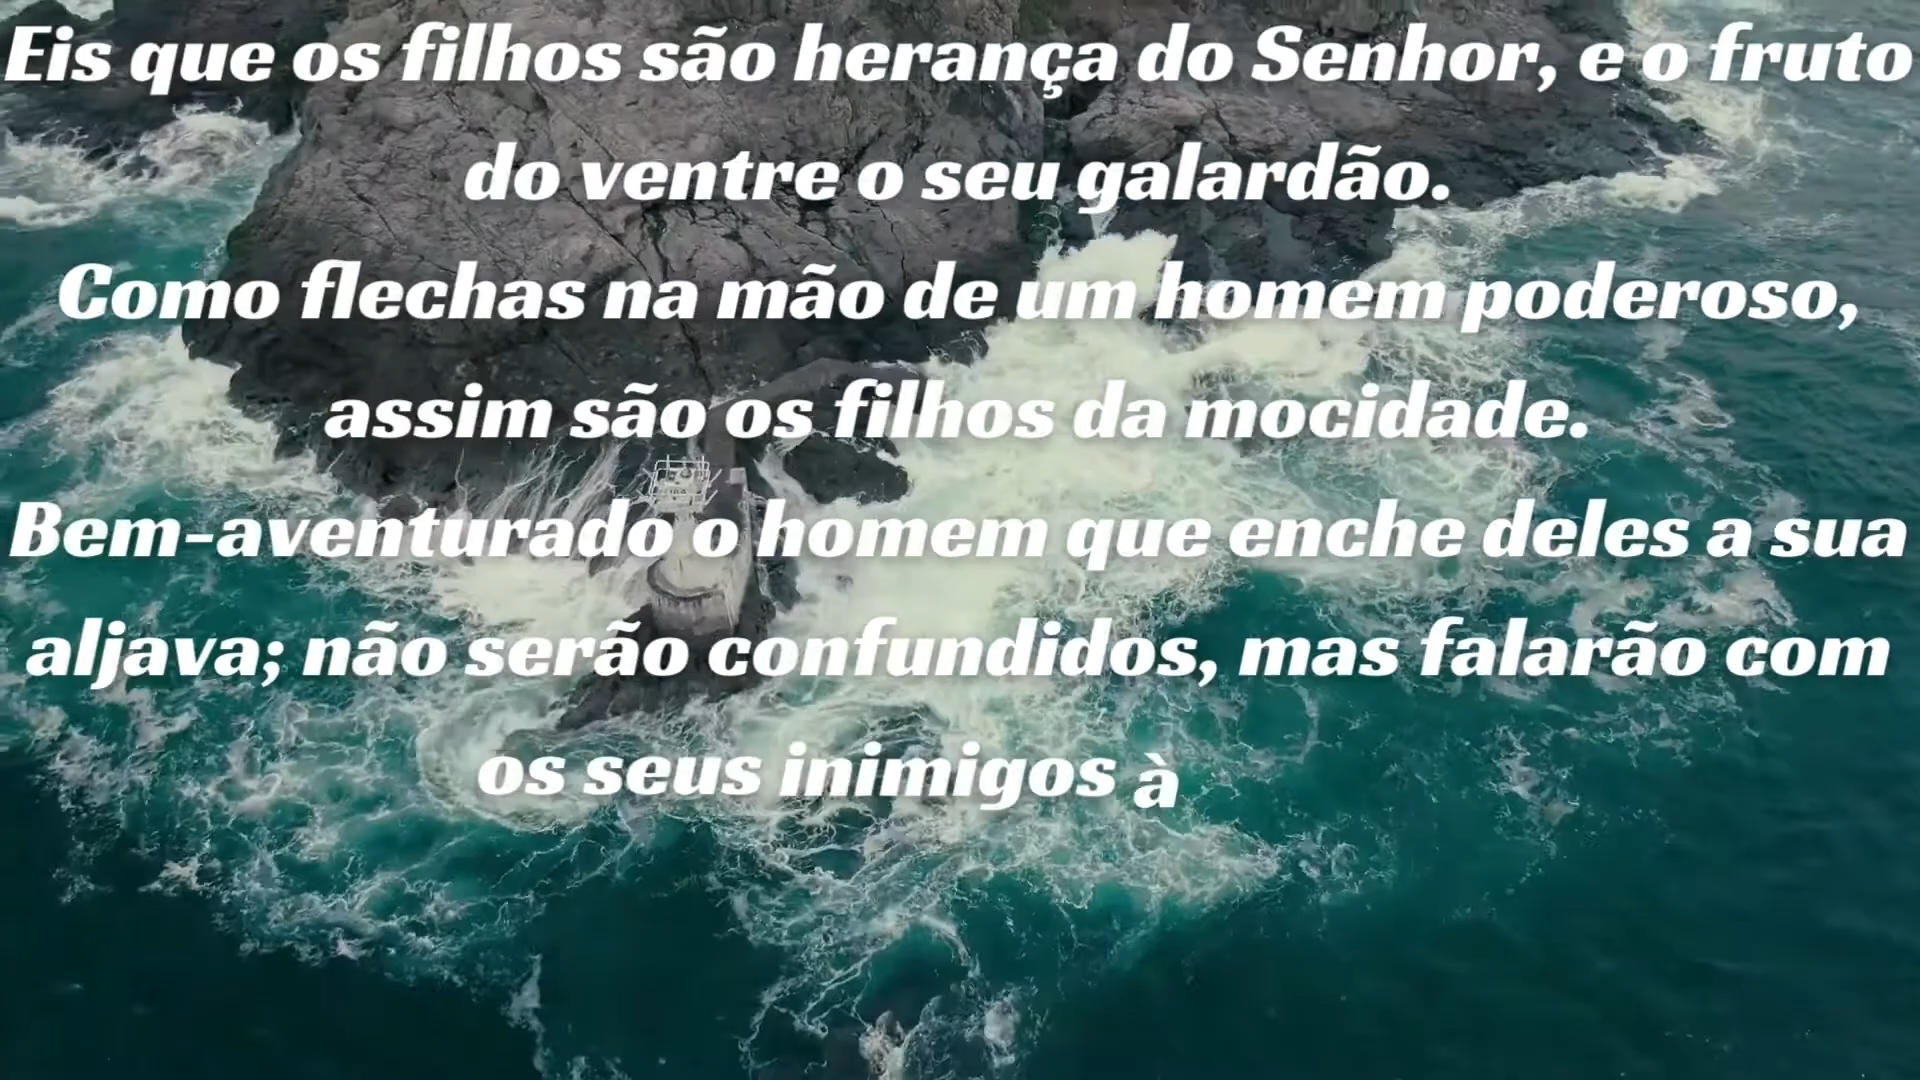 Eis que os filhos são herança do Senhor, e o fruto
do ventre o seu galardão.
Como flechas na mão de um homem poderoso,
assim são os filhos da mocidade.
Bem-aventurado o homem que enche deles a sua
aljava; não serão confundidos, mas falarão com
os seus inimigos à